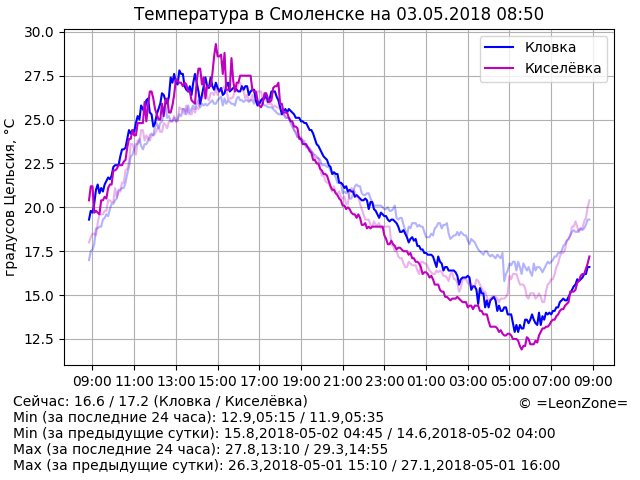 Температура в Смоленске на 03.05.2018 08:50
градусов Цельсия, °C
30.0
27.5
25.0
22.5
20.0
17.5
15.0
12.5
Кловка
Киселёвка
09:00 11:00 13:00 15:00 17:00 19:00 21:00 23:00 01:00 03:00 05:00 07:00 09:00
Сейчас: 16.6 / 17.2 (Кловка / Киселёвка)
© =LeonZone=
Min (за последние 24 часа): 12.9,05:15 / 11.9,05:35
Min (за предыдущие сутки): 15.8,2018-05-02 04:45 / 14.6,2018-05-02 04:00
Max (за последние 24 часа): 27.8,13:10 / 29.3,14:55
Max (за предыдущие сутки): 26.3,2018-05-01 15:10 / 27.1,2018-05-01 16:00